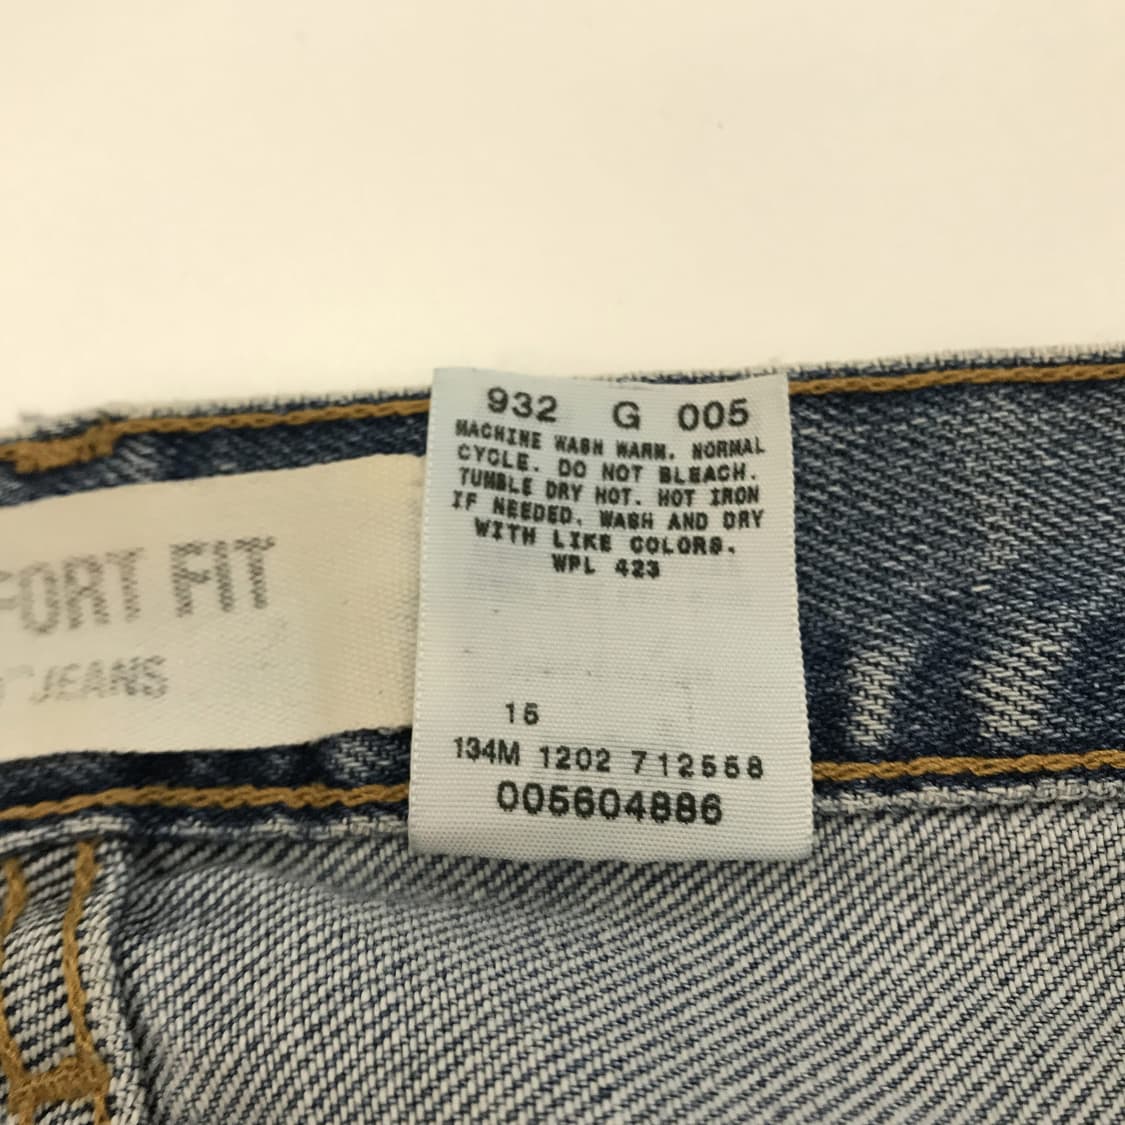 932 G 005
MACHINE WASH WARM. NORMAL
CYCLE. DO NOT BLEACH.
TUMBLE DRY HOT. HOT IRON
IF NEEDED. WASH AND DRY
WITH LIKE COLORS.
WPL 423
FORT FIT
JEANS
15
134M 1202 712558
005604886